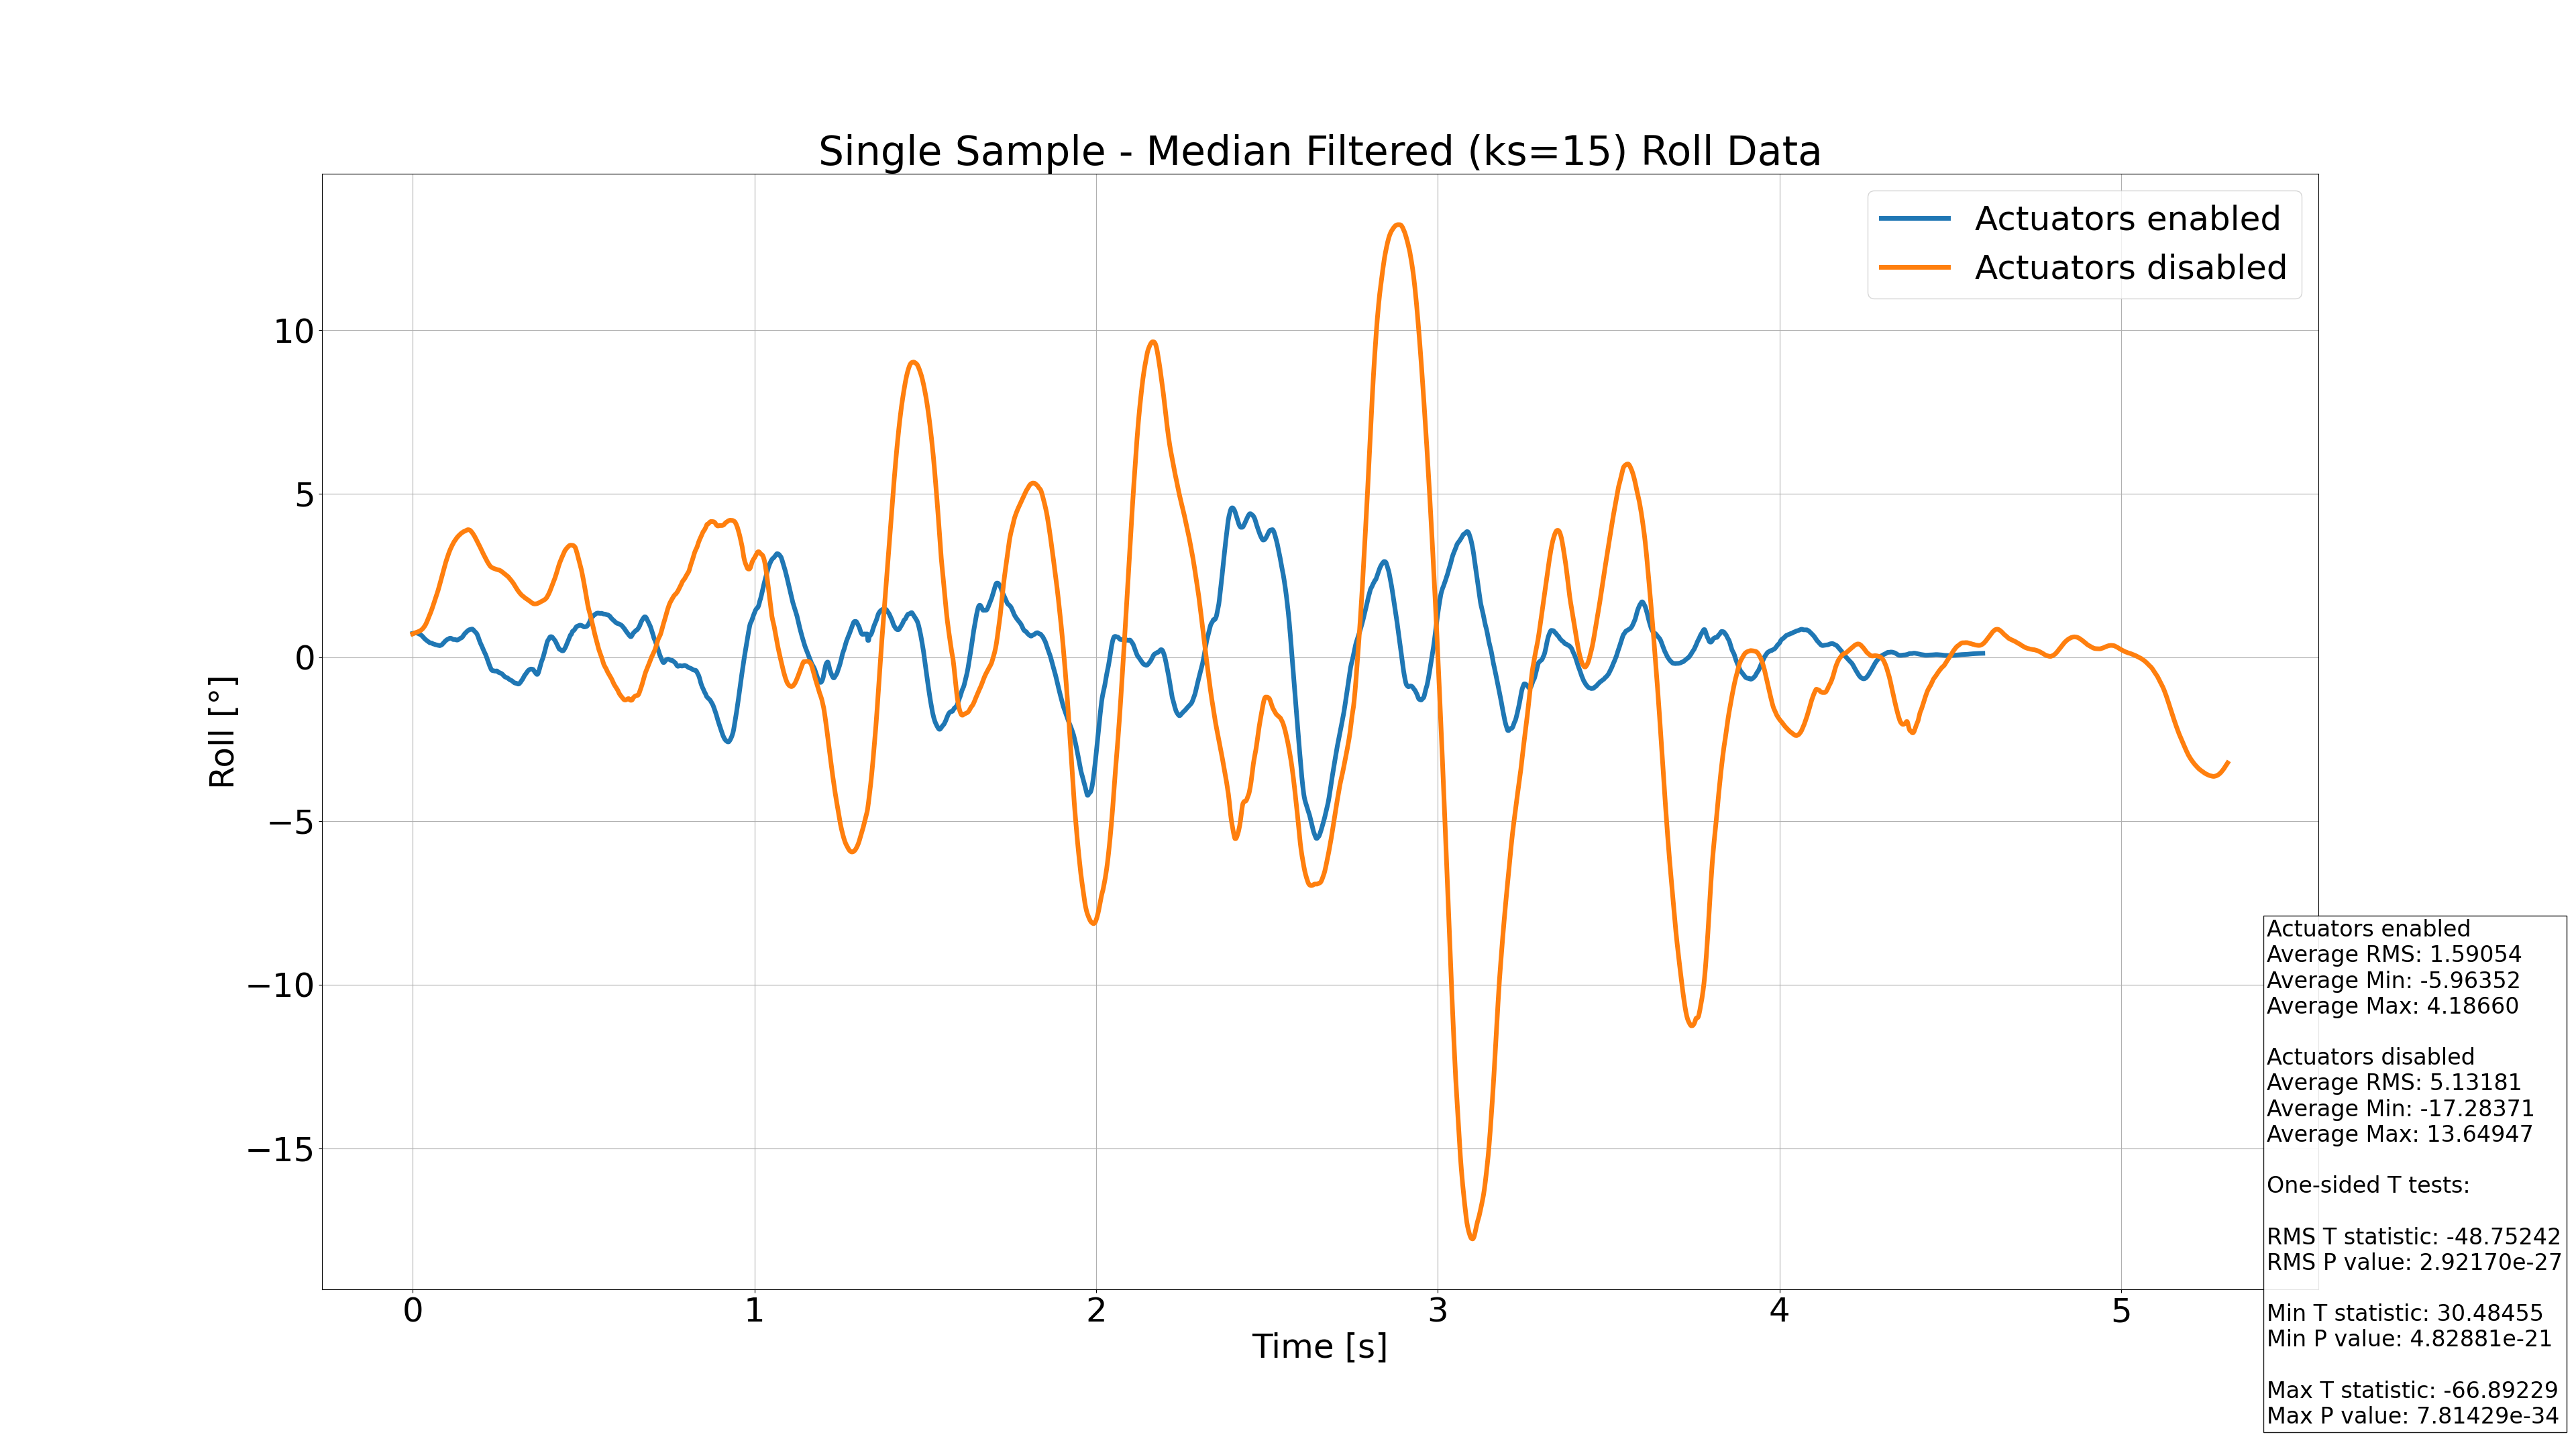 Single Sample - Median Filtered (ks=15) Roll Data
Actuators enabled
Actuators disabled
Roll [°]
10
5
0
−5
−10
−15
0 1 2 3 4 5
Time [s]
Actuators enabled
Average RMS: 1.59054
Average Min: -5.96352
Average Max: 4.18660
Actuators disabled
Average RMS: 5.13181
Average Min: -17.28371
Average Max: 13.64947
One-sided T tests:
RMS T statistic: -48.75242
RMS P value: 2.92170e-27
Min T statistic: 30.48455
Min P value: 4.82881e-21
Max T statistic: -66.89229
Max P value: 7.81429e-34